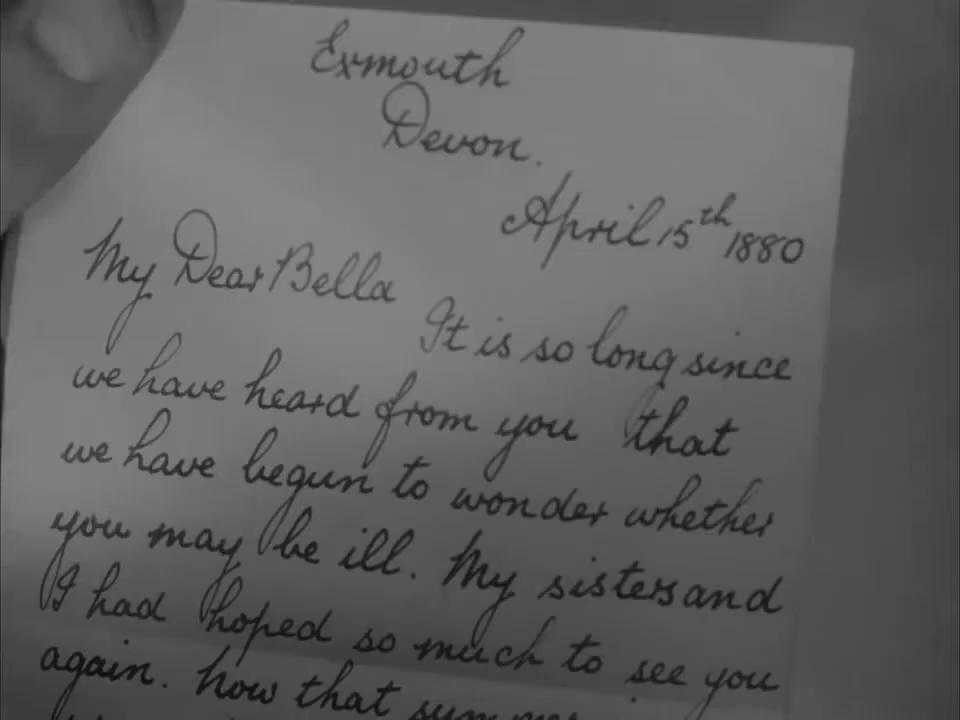 Exmouth
Devon.
April 15th 1880
My Dear Bella
It is so long since
we have heard from you that
we have begun to wonder whether
you may be ill. My sisters and
I had hoped so much to see you
again. Now that summer